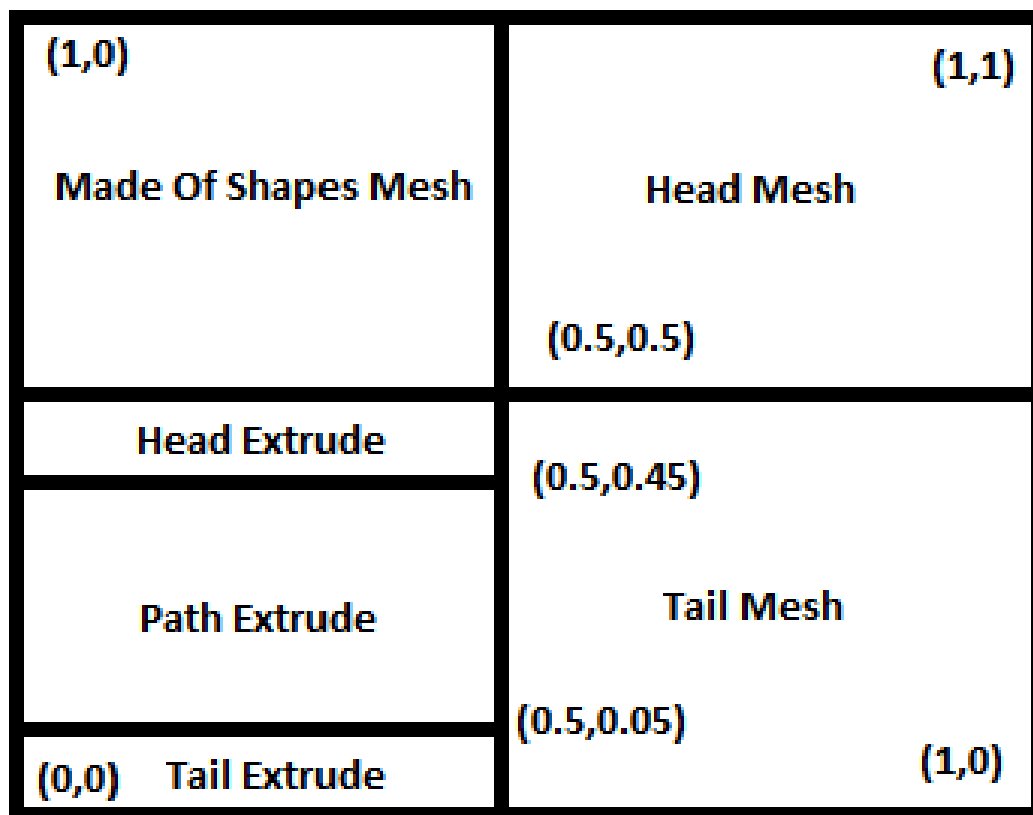 (1,0)
(1,1)
Made Of Shapes Mesh
Head Mesh
(0.5,0.5)
Head Extrude
(0.5,0.45)
Path Extrude
Tail Mesh
(0.5,0.05)
(1,0)
(0,0) Tail Extrude